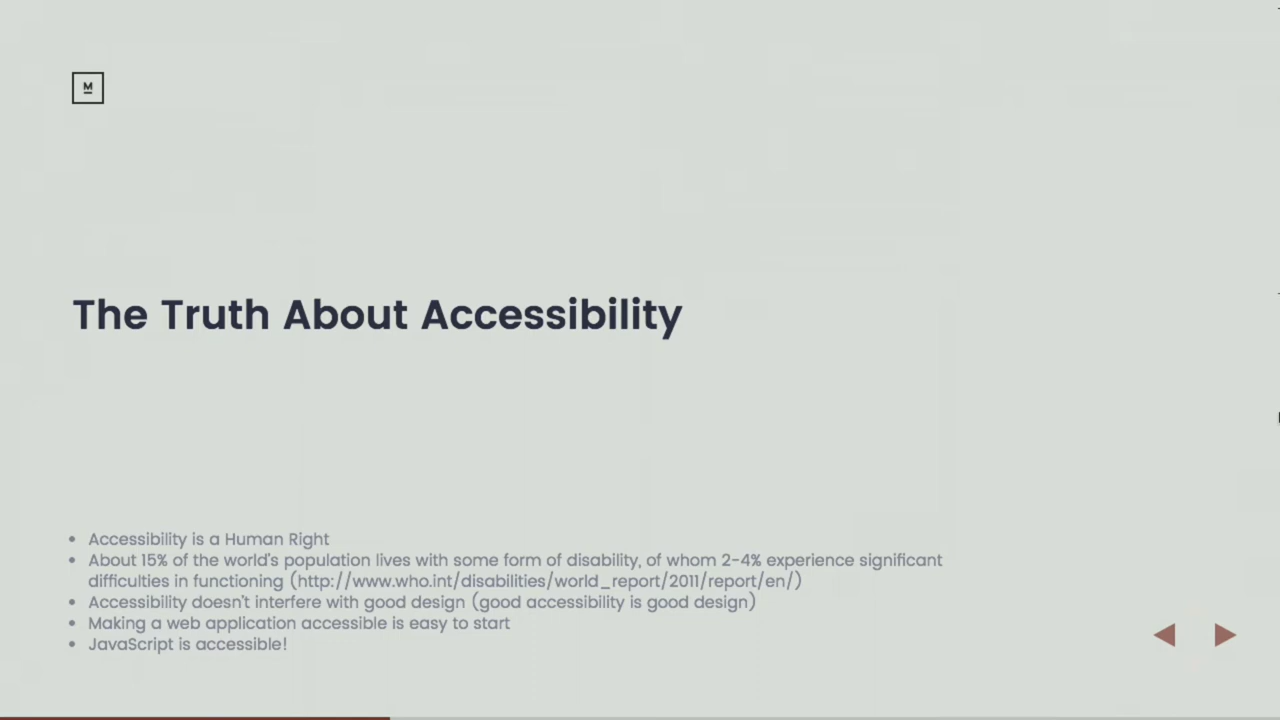 M
The Truth About Accessibility
• Accessibility is a Human Right
• About 15% of the world's population lives with some form of disability, of whom 2-4% experience significant
difficulties in functioning (http://www.who.int/disabilities/world_report/2011/report/en/)
• Accessibility doesn't interfere with good design (good accessibility is good design)
• Making a web application accessible is easy to start
• JavaScript is accessible!